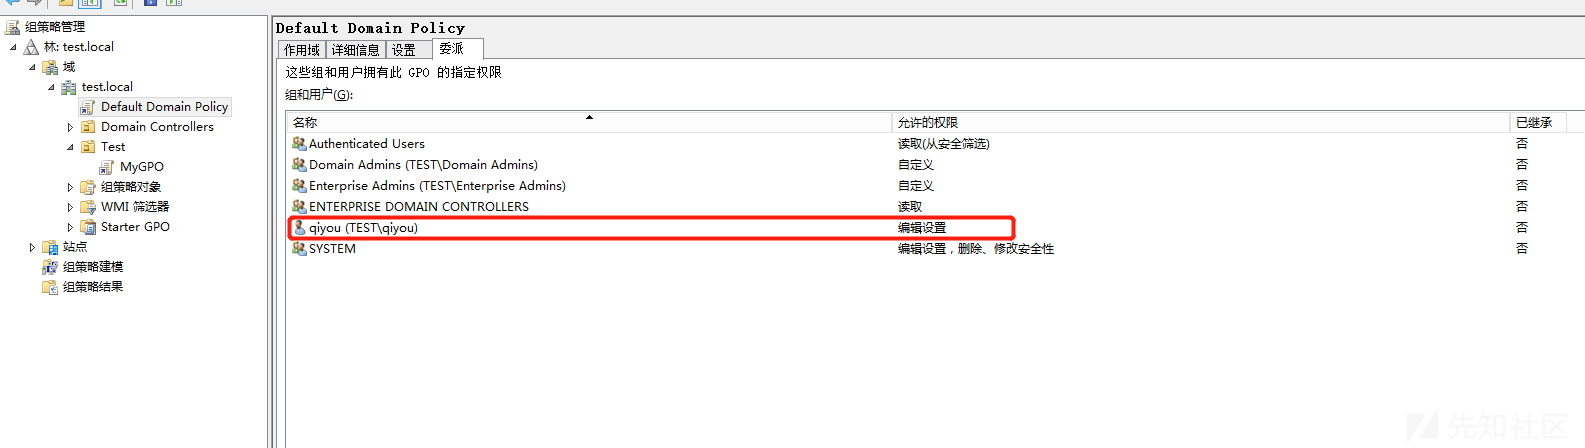 组策略管理
林: test.local
域
test.local
Default Domain Policy
Domain Controllers
Test
MyGPO
组策略对象
WMI 筛选器
Starter GPO
站点
组策略建模
组策略结果
Default Domain Policy
作用域 详细信息 设置 委派
这些组和用户拥有此 GPO 的指定权限
组和用户(G):
名称 允许的权限 已继承
Authenticated Users 读取(从安全筛选) 否
Domain Admins (TEST\Domain Admins) 自定义 否
Enterprise Admins (TEST\Enterprise Admins) 自定义 否
ENTERPRISE DOMAIN CONTROLLERS 读取 否
qiyou (TEST\qiyou) 编辑设置 否
SYSTEM 编辑设置，删除、修改安全性 否
先知社区